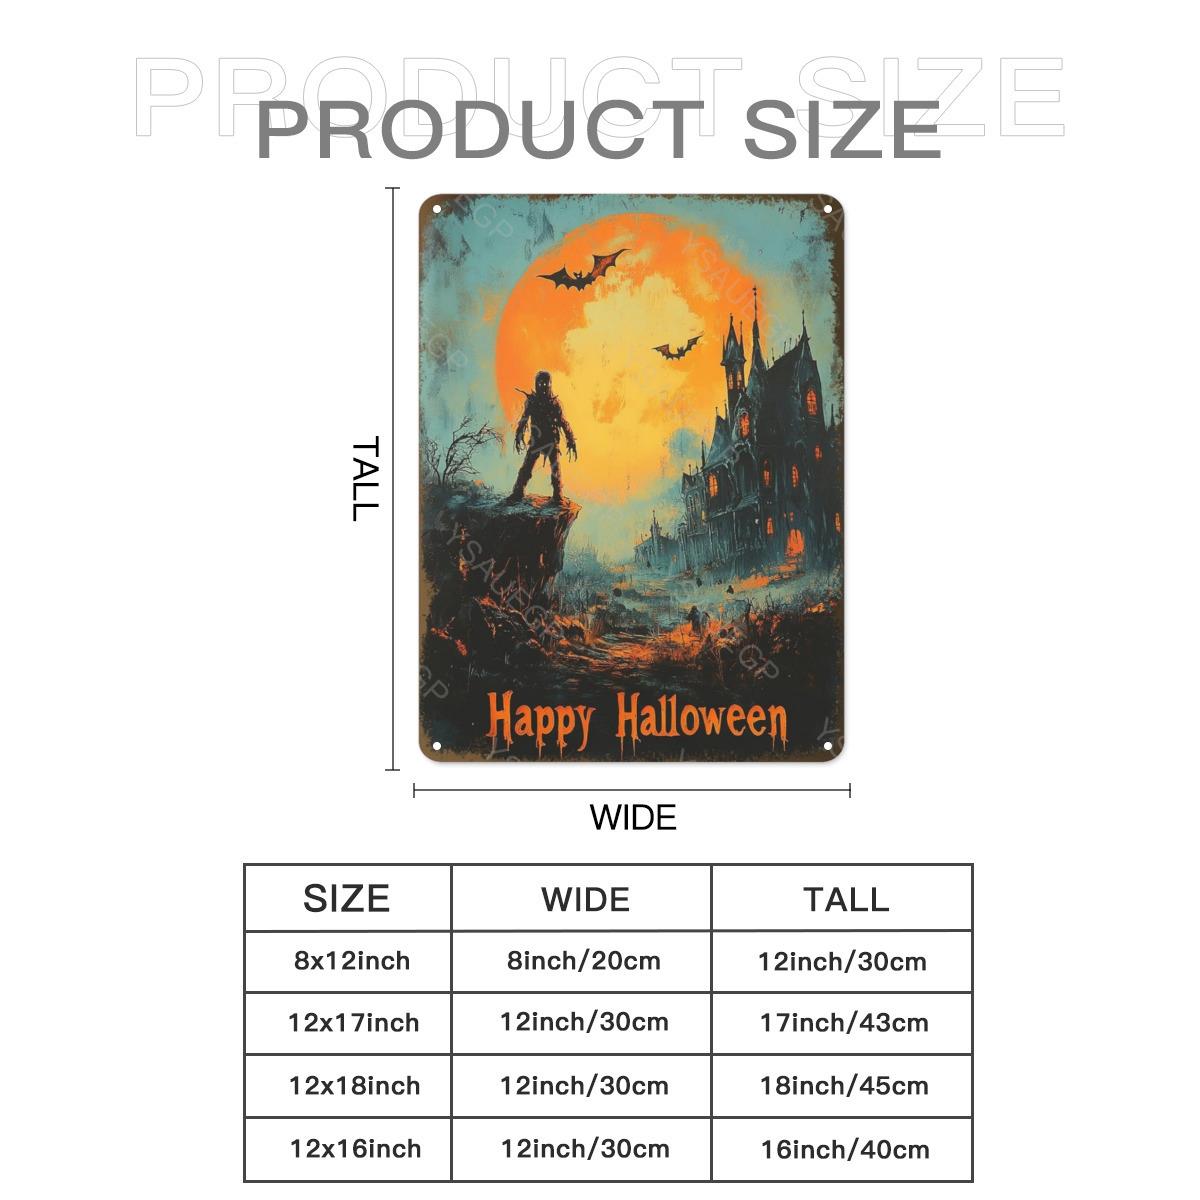 PRODUCT SIZE
PRODUCT SIZE
TALL
YSAUEGP
Happy Halloween
WIDE
SIZE WIDE TALL
8x12inch 8inch/20cm 12inch/30cm
12x17inch 12inch/30cm 17inch/43cm
12x18inch 12inch/30cm 18inch/45cm
12x16inch 12inch/30cm 16inch/40cm